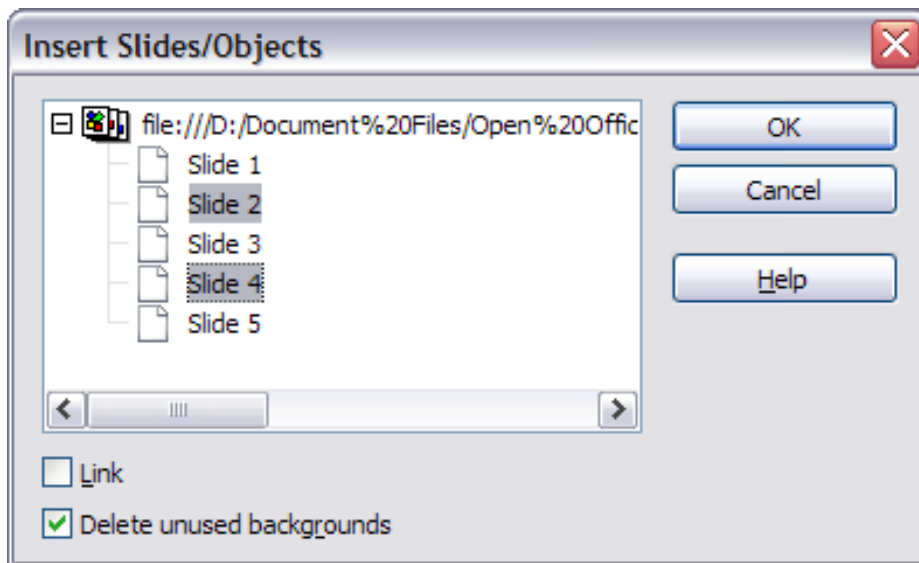 Insert Slides/Objects
file:///D:/Document%20Files/Open%20Offic
Slide 1
Slide 2
Slide 3
Slide 4
Slide 5
OK
Cancel
Help
Link
Delete unused backgrounds